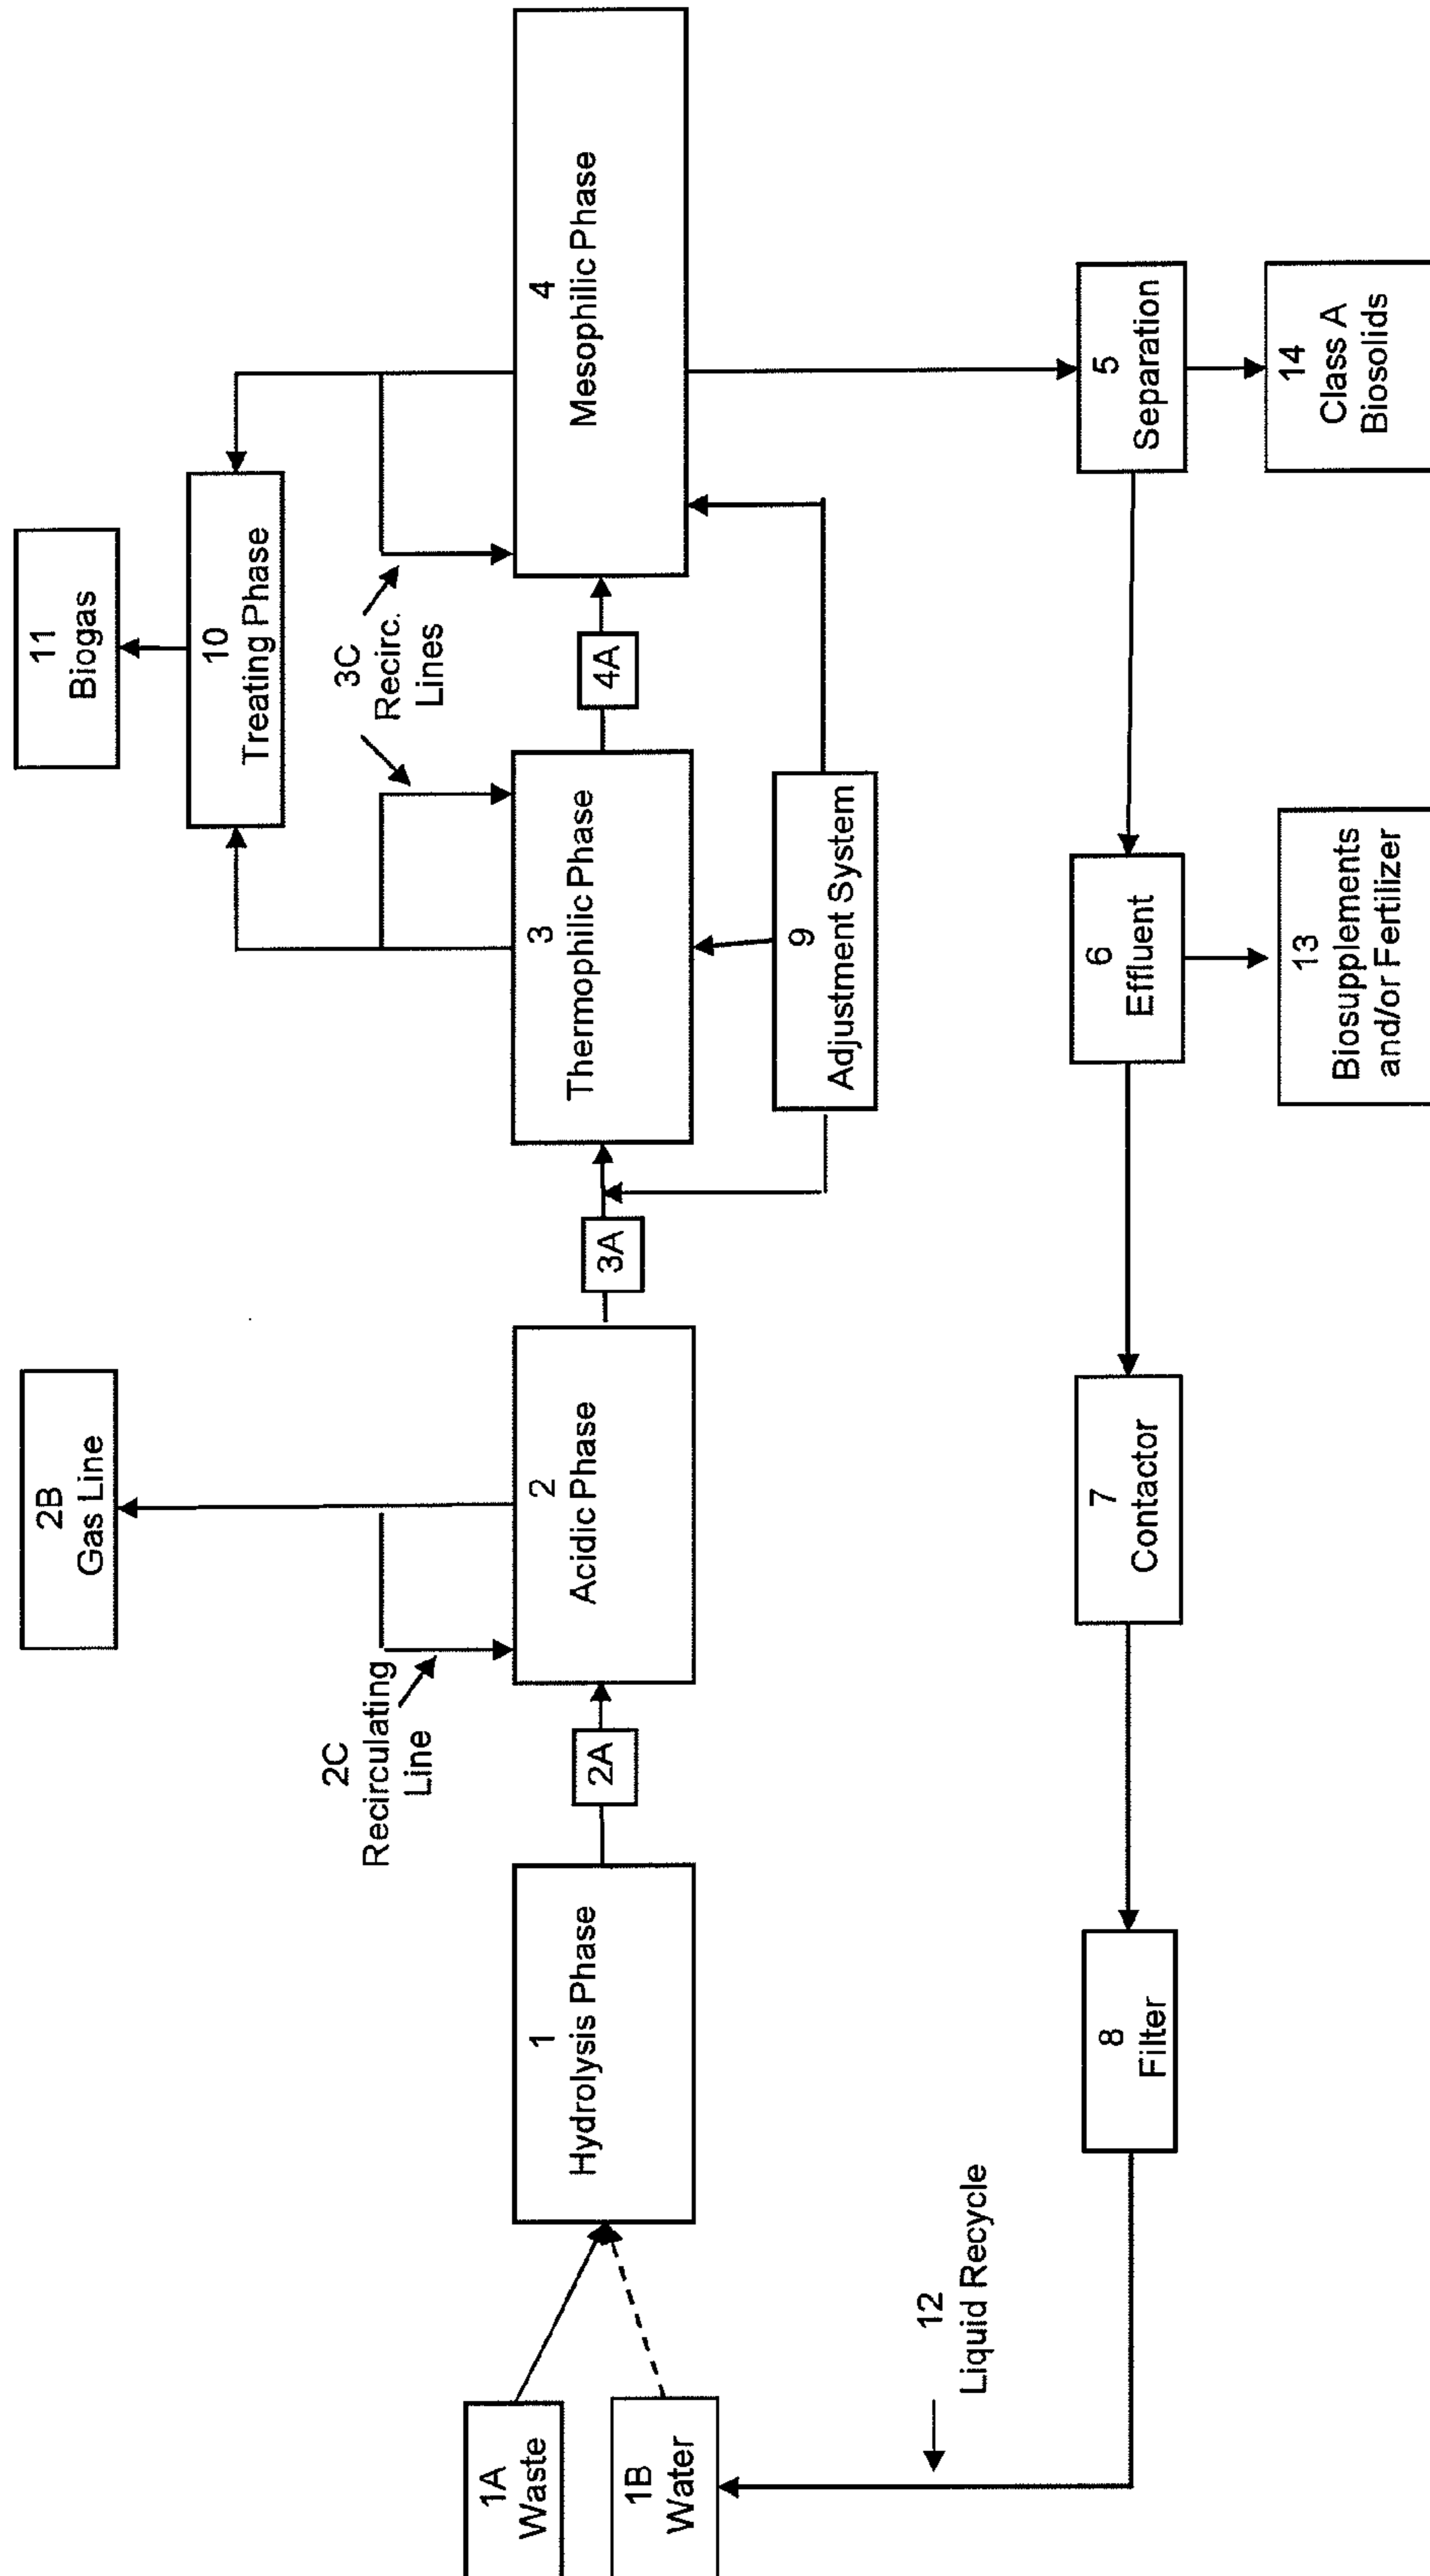 2B
Gas Line
11
Biogas
10
Treating Phase
2C
Recirculating
Line
3C
Recirc.
Lines
1A
Waste
1B
Water
1
Hydrolysis Phase
2A
2
Acidic Phase
3A
3
Thermophilic Phase
4A
4
Mesophilic Phase
9
Adjustment System
12
Liquid Recycle
8
Filter
7
Contactor
6
Effluent
5
Separation
13
Biosupplements
and/or Fertilizer
14
Class A
Biosolids